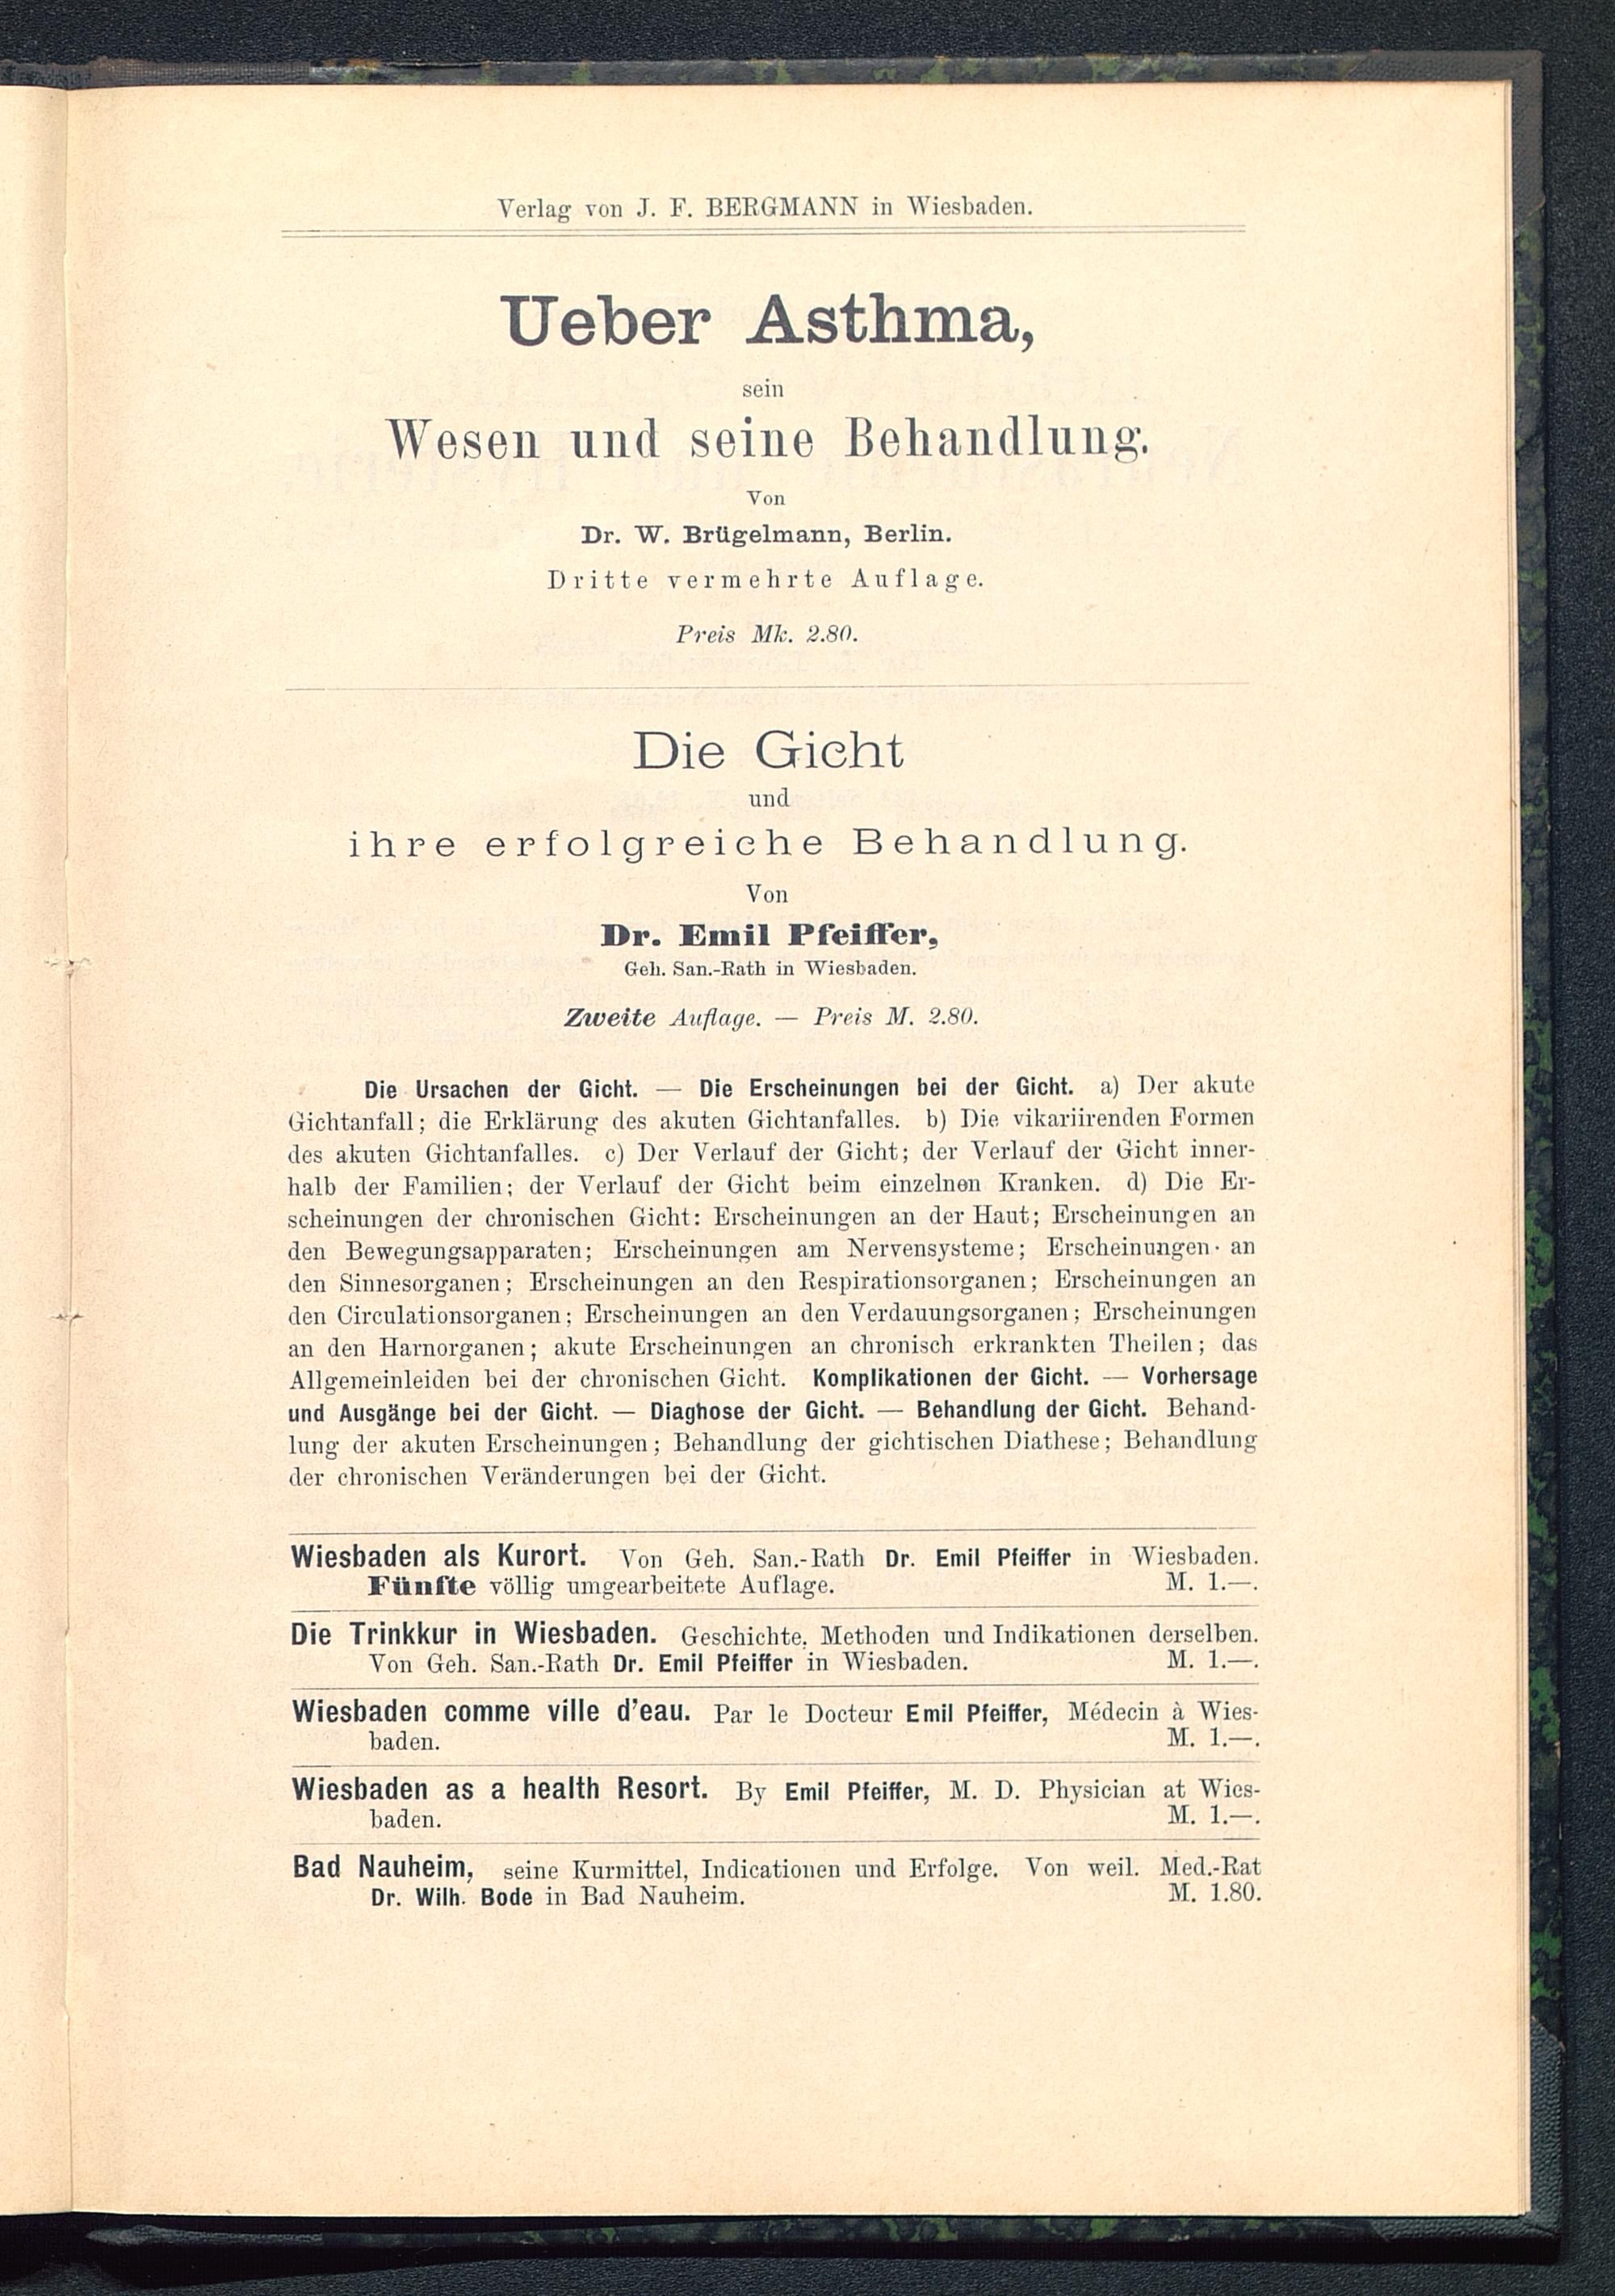 Verlag von J. F. BERGMANN in Wiesbaden.
Ueber Asthma,
sein
Wesen und seine Behandlung.
Von
Dr. W. Brügelmann, Berlin.
Dritte vermehrte Auflage.
Preis Mk. 2.80.
Die Gicht
und
ihre erfolgreiche Behandlung.
Von
Dr. Emil Pfeiffer,
Geh. San.-Rath in Wiesbaden.
Zweite Auflage. — Preis M. 2.80.
Die Ursachen der Gicht. — Die Erscheinungen bei der Gicht. a) Der akute
Gichtanfall; die Erklärung des akuten Gichtanfalles. b) Die vikariirenden Formen
des akuten Gichtanfalles. c) Der Verlauf der Gicht; der Verlauf der Gicht inner-
halb der Familien; der Verlauf der Gicht beim einzelnen Kranken. d) Die Er-
scheinungen der chronischen Gicht: Erscheinungen an der Haut; Erscheinungen an
den Bewegungsapparaten; Erscheinungen am Nervensysteme; Erscheinungen an
den Sinnesorganen; Erscheinungen an den Respirationsorganen; Erscheinungen an
den Circulationsorganen; Erscheinungen an den Verdauungsorganen; Erscheinungen
an den Harnorganen; akute Erscheinungen an chronisch erkrankten Theilen; das
Allgemeinleiden bei der chronischen Gicht. Komplikationen der Gicht. — Vorhersage
und Ausgänge bei der Gicht. — Diaghose der Gicht. — Behandlung der Gicht. Behand-
lung der akuten Erscheinungen; Behandlung der gichtischen Diathese; Behandlung
der chronischen Veränderungen bei der Gicht.
Wiesbaden als Kurort. Von Geh. San.-Rath Dr. Emil Pfeiffer in Wiesbaden.
Fünfte völlig umgearbeitete Auflage. M. 1.—.
Die Trinkkur in Wiesbaden. Geschichte, Methoden und Indikationen derselben.
Von Geh. San.-Rath Dr. Emil Pfeiffer in Wiesbaden. M. 1.—.
Wiesbaden comme ville d'eau. Par le Docteur Emil Pfeiffer, Médecin à Wies-
baden. M. 1.—.
Wiesbaden as a health Resort. By Emil Pfeiffer, M. D. Physician at Wies-
baden. M. 1.—.
Bad Nauheim, seine Kurmittel, Indicationen und Erfolge. Von weil. Med.-Rat
Dr. Wilh. Bode in Bad Nauheim. M. 1.80.